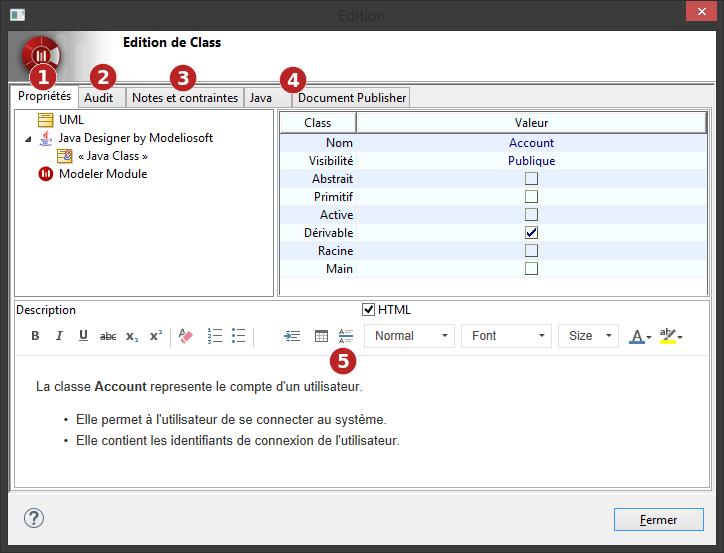 Edition
Edition de Class
1 2 3 4
Propriétés Audit Notes et contraintes Java Document Publisher
UML
Java Designer by Modeliosoft
« Java Class »
Modeler Module
Class Valeur
Nom Account
Visibilité Publique
Abstrait
Primitif
Active
Dérivable
Racine
Main
Description HTML
B I U abc x₂ x² Normal Font Size A ab
5
La classe Account represente le compte d'un utilisateur.
• Elle permet à l'utilisateur de se connecter au système.
• Elle contient les identifiants de connexion de l'utilisateur.
? Fermer